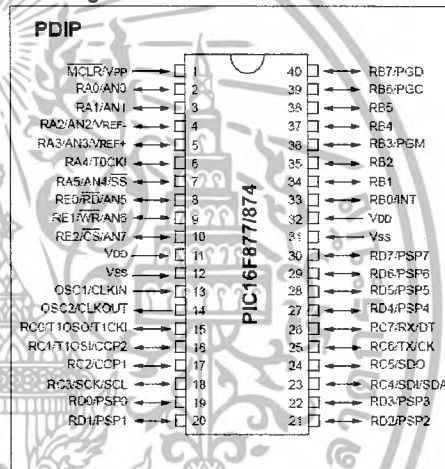 PDIP
MCLR/VPP 1 40 RB7/PGD
RA0/AN0 2 39 RB6/PGC
RA1/AN1 3 38 RB5
RA2/AN2/VREF- 4 37 RB4
RA3/AN3/VREF+ 5 36 RB3/PGM
RA4/T0CKI 6 35 RB2
RA5/AN4/SS 7 34 RB1
RE0/RD/AN5 8 33 RB0/INT
RE1/WR/AN6 9 32 VDD
RE2/CS/AN7 10 31 VSS
VDD 11 30 RD7/PSP7
VSS 12 29 RD6/PSP6
OSC1/CLKIN 13 28 RD5/PSP5
OSC2/CLKOUT 14 27 RD4/PSP4
RC0/T1OSO/T1CKI 15 26 RC7/RX/DT
RC1/T1OSI/CCP2 16 25 RC6/TX/CK
RC2/CCP1 17 24 RC5/SDO
RC3/SCK/SCL 18 23 RC4/SDI/SDA
RD0/PSP0 19 22 RD3/PSP3
RD1/PSP1 20 21 RD2/PSP2
PIC16F877/874